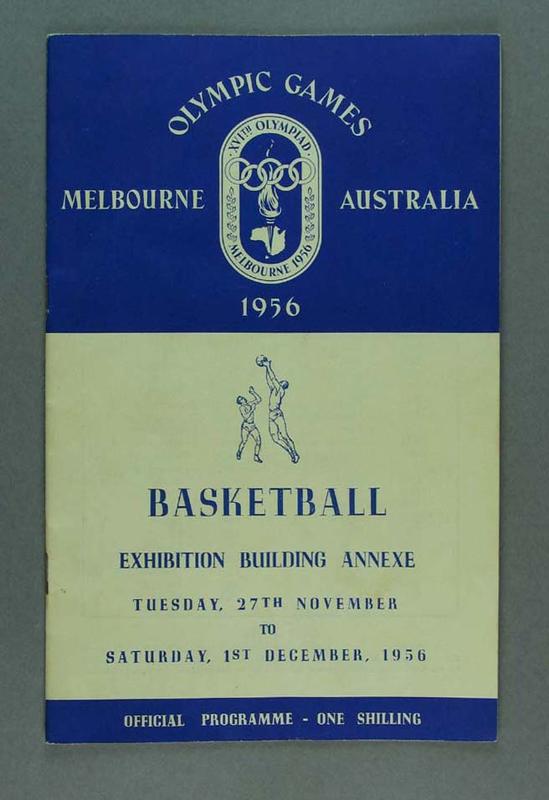 OLYMPIC GAMES
· XVITH OLYMPIAD ·
MELBOURNE 1956
MELBOURNE AUSTRALIA
1956
BASKETBALL
EXHIBITION BUILDING ANNEXE
TUESDAY, 27TH NOVEMBER
TO
SATURDAY, 1ST DECEMBER, 1956
OFFICIAL PROGRAMME - ONE SHILLING